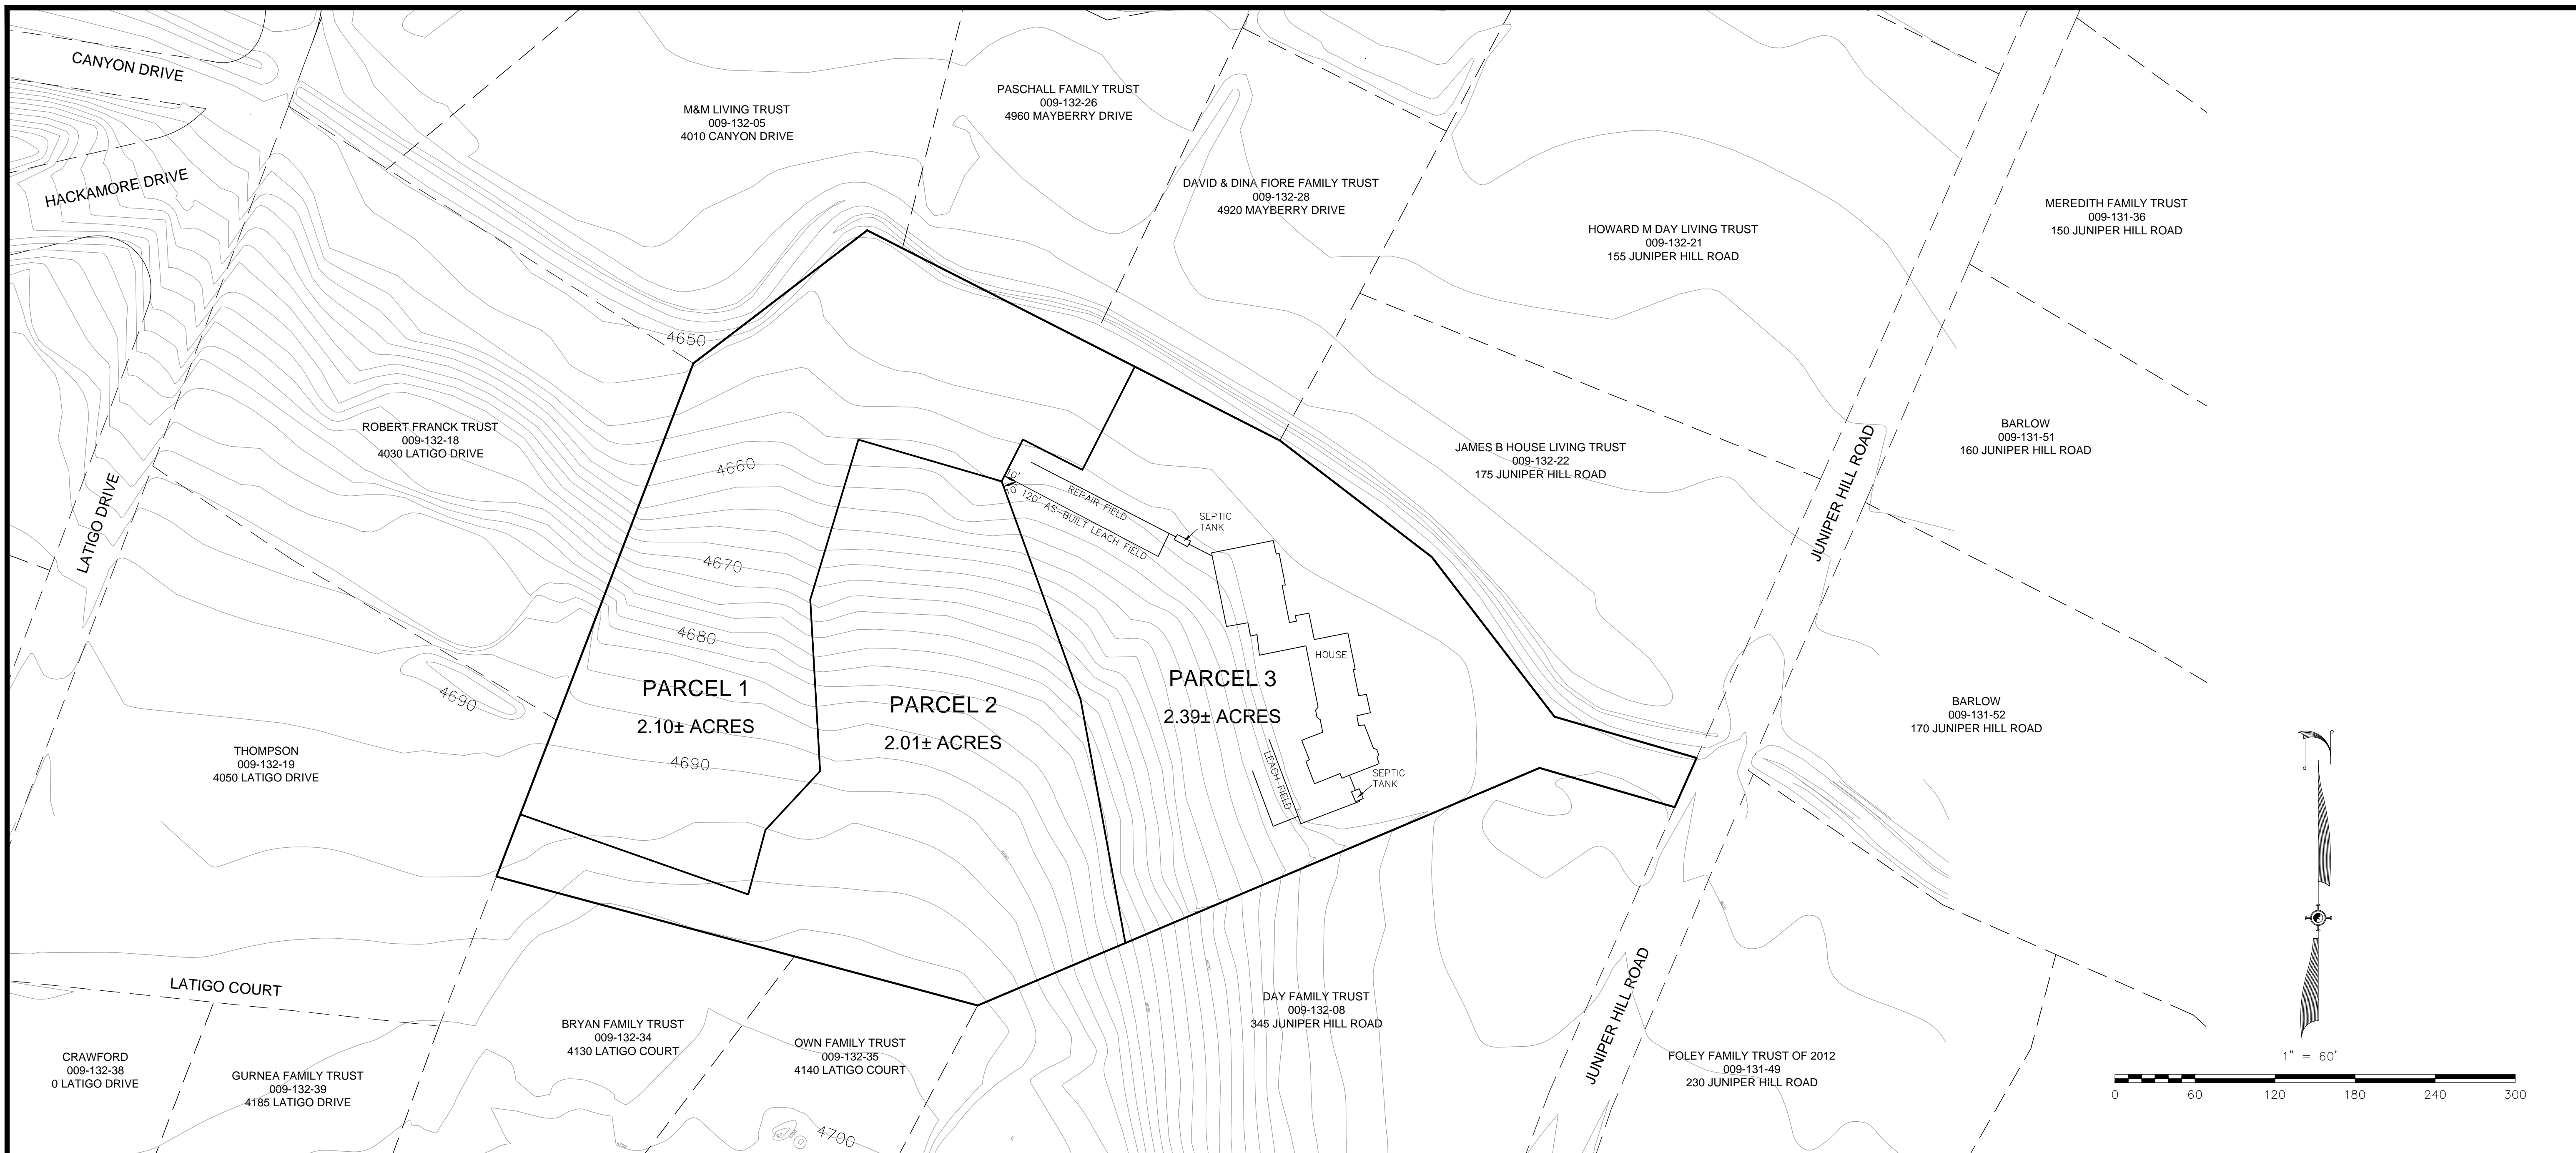 CANYON DRIVE
HACKAMORE DRIVE
M&M LIVING TRUST
009-132-05
4010 CANYON DRIVE
PASCHALL FAMILY TRUST
009-132-26
4960 MAYBERRY DRIVE
DAVID & DINA FIORE FAMILY TRUST
009-132-28
4920 MAYBERRY DRIVE
HOWARD M DAY LIVING TRUST
009-132-21
155 JUNIPER HILL ROAD
MEREDITH FAMILY TRUST
009-131-36
150 JUNIPER HILL ROAD
4650
ROBERT FRANCK TRUST
009-132-18
4030 LATIGO DRIVE
LATIGO DRIVE
4660
4670
4680
4690
4690
10'
10'
REPAIR FIELD
120' AS-BUILT LEACH FIELD
SEPTIC
TANK
JAMES B HOUSE LIVING TRUST
009-132-22
175 JUNIPER HILL ROAD
JUNIPER HILL ROAD
BARLOW
009-131-51
160 JUNIPER HILL ROAD
HOUSE
PARCEL 1
2.10± ACRES
PARCEL 2
2.01± ACRES
PARCEL 3
2.39± ACRES
LEACH FIELD
SEPTIC
TANK
BARLOW
009-131-52
170 JUNIPER HILL ROAD
THOMPSON
009-132-19
4050 LATIGO DRIVE
LATIGO COURT
CRAWFORD
009-132-38
0 LATIGO DRIVE
GURNEA FAMILY TRUST
009-132-39
4185 LATIGO DRIVE
BRYAN FAMILY TRUST
009-132-34
4130 LATIGO COURT
OWN FAMILY TRUST
009-132-35
4140 LATIGO COURT
4700
DAY FAMILY TRUST
009-132-08
345 JUNIPER HILL ROAD
JUNIPER HILL ROAD
FOLEY FAMILY TRUST OF 2012
009-131-49
230 JUNIPER HILL ROAD
1" = 60'
0 60 120 180 240 300